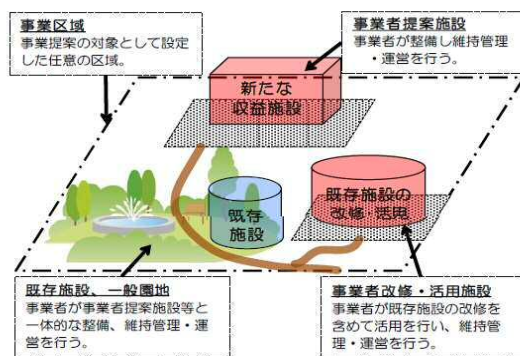 事業区域
事業提案の対象として設定
した任意の区域。
事業者提案施設
事業者が整備し維持管理
・運営を行う。
新たな
収益施設
既存
施設
既存施設の
改修・活用
既存施設、一般園地
事業者が事業提案施設等と
一体的な整備、維持管理・運
営を行う。
事業者改修・活用施設
事業者が既存施設の改修を
含めて活用を行い、維持管
理・運営を行う。